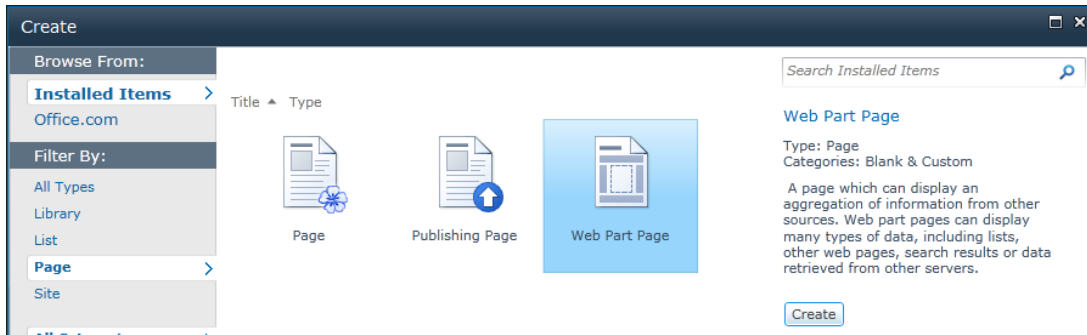 Create
Browse From:
Installed Items
Office.com
Filter By:
All Types
Library
List
Page
Site
Title Type
Page
Publishing Page
Web Part Page
Search Installed Items
Web Part Page
Type: Page
Categories: Blank & Custom
A page which can display an
aggregation of information from other
sources. Web part pages can display
many types of data, including lists,
other web pages, search results or data
retrieved from other servers.
Create